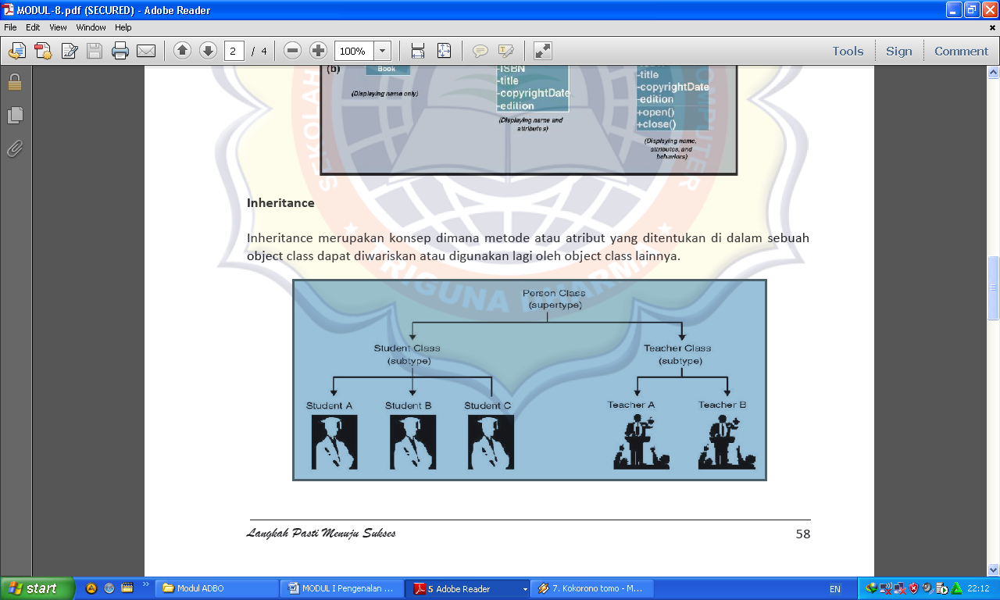 MODUL-8.pdf (SECURED) - Adobe Reader
File Edit View Window Help
2 / 4 100% Tools Sign Comment
(b) Book
(Displaying name only)
-ISBN
-title
-copyrightDate
-edition
(Displaying name and
attributes)
-title
-copyrightDate
-edition
+open()
+close()
(Displaying name,
attributes, and
behaviors)
Inheritance
Inheritance merupakan konsep dimana metode atau atribut yang ditentukan di dalam sebuah
object class dapat diwariskan atau digunakan lagi oleh object class lainnya.
Person Class
(supertype)
Student Class
(subtype)
Teacher Class
(subtype)
Student A Student B Student C Teacher A Teacher B
Langkah Pasti Menuju Sukses 58
start Modul ADBO MODUL I Pengenalan ... 5 Adobe Reader 7. Kokorono tomo - M... EN 22:12